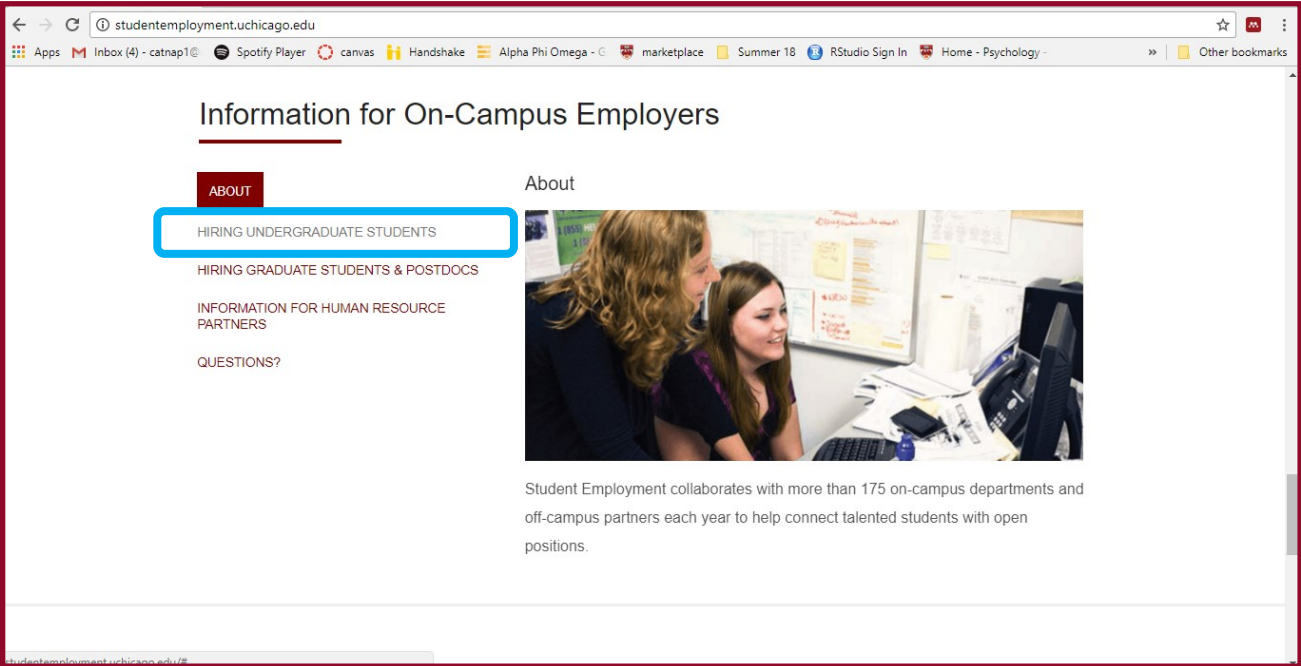 studentemployment.uchicago.edu
Apps Inbox (4) - catnap1@ Spotify Player canvas Handshake Alpha Phi Omega - G marketplace Summer 18 RStudio Sign In Home - Psychology - » Other bookmarks
Information for On-Campus Employers
ABOUT
HIRING UNDERGRADUATE STUDENTS
HIRING GRADUATE STUDENTS & POSTDOCS
INFORMATION FOR HUMAN RESOURCE
PARTNERS
QUESTIONS?
About
Student Employment collaborates with more than 175 on-campus departments and
off-campus partners each year to help connect talented students with open
positions.
studentemployment.uchicago.edu/#